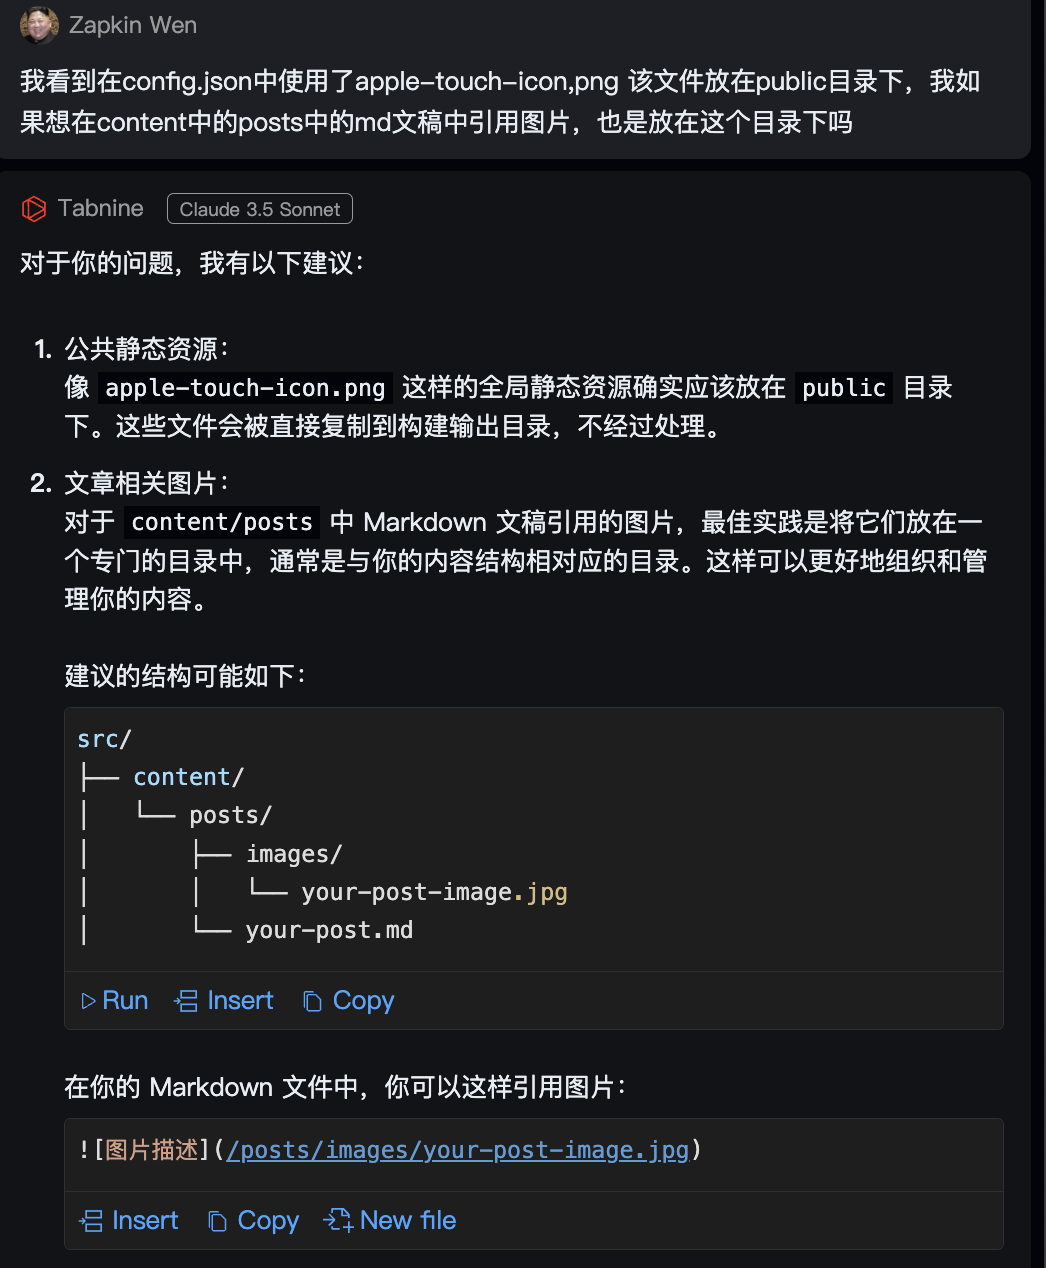 Zapkin Wen
我看到在config.json中使用了apple-touch-icon,png 该文件放在public目录下，我如
果想在content中的posts中的md文稿中引用图片，也是放在这个目录下吗
Tabnine Claude 3.5 Sonnet
对于你的问题，我有以下建议：
1. 公共静态资源：
像 apple-touch-icon.png 这样的全局静态资源确实应该放在 public 目录
下。这些文件会被直接复制到构建输出目录，不经过处理。
2. 文章相关图片：
对于 content/posts 中 Markdown 文稿引用的图片，最佳实践是将它们放在一
个专门的目录中，通常是与你的内容结构相对应的目录。这样可以更好地组织和管
理你的内容。
建议的结构可能如下：
src/
├── content/
│   └── posts/
│       ├── images/
│       │   └── your-post-image.jpg
│       └── your-post.md
Run Insert Copy
在你的 Markdown 文件中，你可以这样引用图片：
![图片描述](/posts/images/your-post-image.jpg)
Insert Copy New file